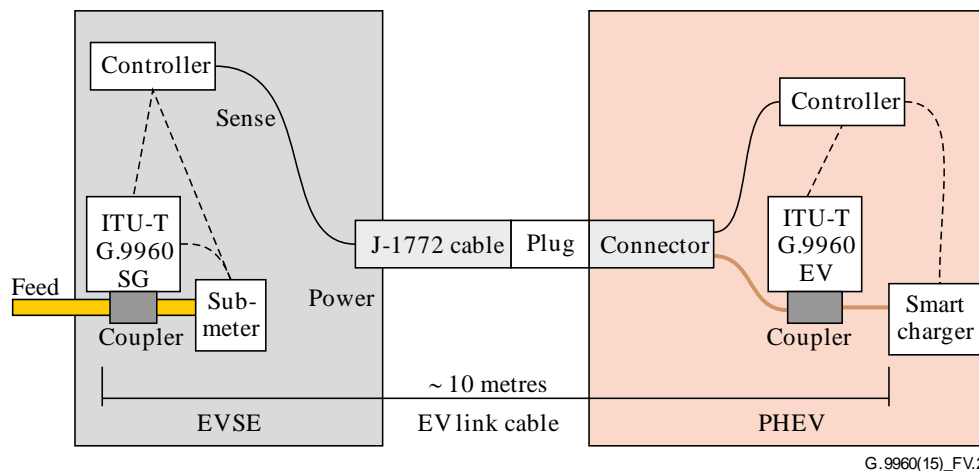 Controller
Sense
ITU-T
G.9960
SG
Feed
Coupler
Sub-
meter
Power
J-1772 cable
Plug
Connector
Controller
ITU-T
G.9960
EV
Coupler
Smart
charger
~ 10 metres
EVSE
EV link cable
PHEV